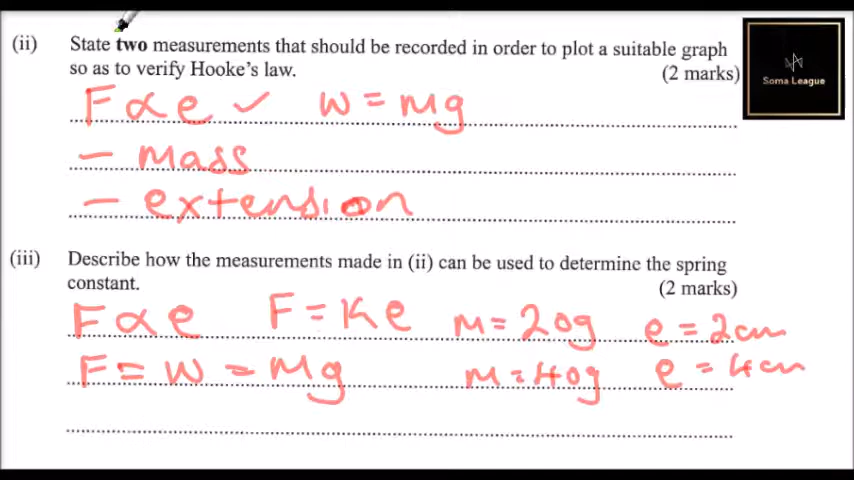 (ii) State two measurements that should be recorded in order to plot a suitable graph
so as to verify Hooke's law. (2 marks)
Soma League
F ∝ e ✓ W = mg
- mass
- extension
(iii) Describe how the measurements made in (ii) can be used to determine the spring
constant. (2 marks)
F ∝ e F = Ke m = 20g e = 2cm
F = W = mg m = 40g e = 4cm